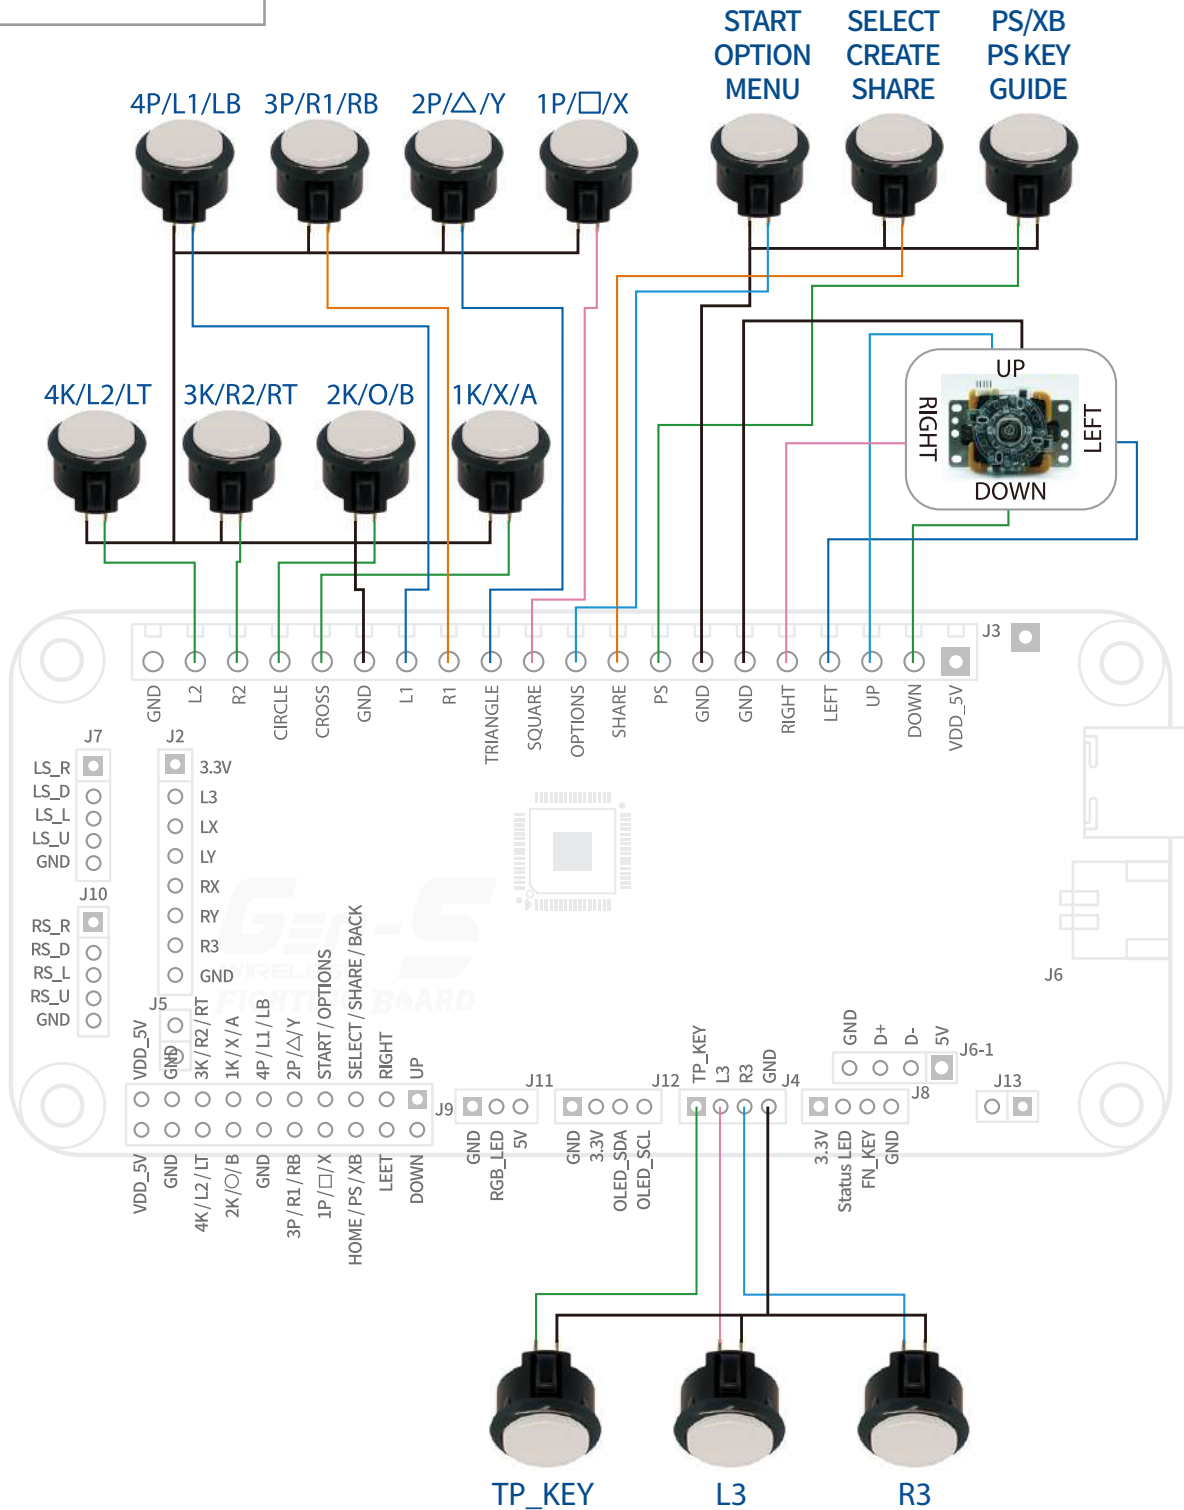 START
OPTION
MENU
SELECT
CREATE
SHARE
PS/XB
PS KEY
GUIDE
4P/L1/LB
3P/R1/RB
2P/△/Y
1P/□/X
4K/L2/LT
3K/R2/RT
2K/O/B
1K/X/A
UP
RIGHT
LEFT
DOWN
J3
GND
L2
R2
CIRCLE
CROSS
GND
L1
R1
TRIANGLE
SQUARE
OPTIONS
SHARE
PS
GND
GND
RIGHT
LEFT
UP
DOWN
VDD_5V
J7
LS_R
LS_D
LS_L
LS_U
GND
J2
3.3V
L3
LX
LY
RX
RY
R3
GND
J10
RS_R
RS_D
RS_L
RS_U
GND
Gen-S
WIRELESS
FIGHTING BOARD
J5
J6
VDD_5V
GND
3K / R2 / RT
1K / X / A
4P / L1 / LB
2P / △ / Y
START / OPTIONS
SELECT / SHARE / BACK
RIGHT
UP
J9
VDD_5V
GND
4K / L2 / LT
2K / ○ / B
GND
3P / R1 / RB
1P / □ / X
HOME / PS / XB
LEET
DOWN
J11
GND
RGB_LED
5V
J12
GND
3.3V
OLED_SDA
OLED_SCL
TP_KEY
L3
R3
GND
J4
GND
D+
D-
5V
J6-1
J8
3.3V
Status LED
FN_KEY
GND
J13
TP_KEY
L3
R3